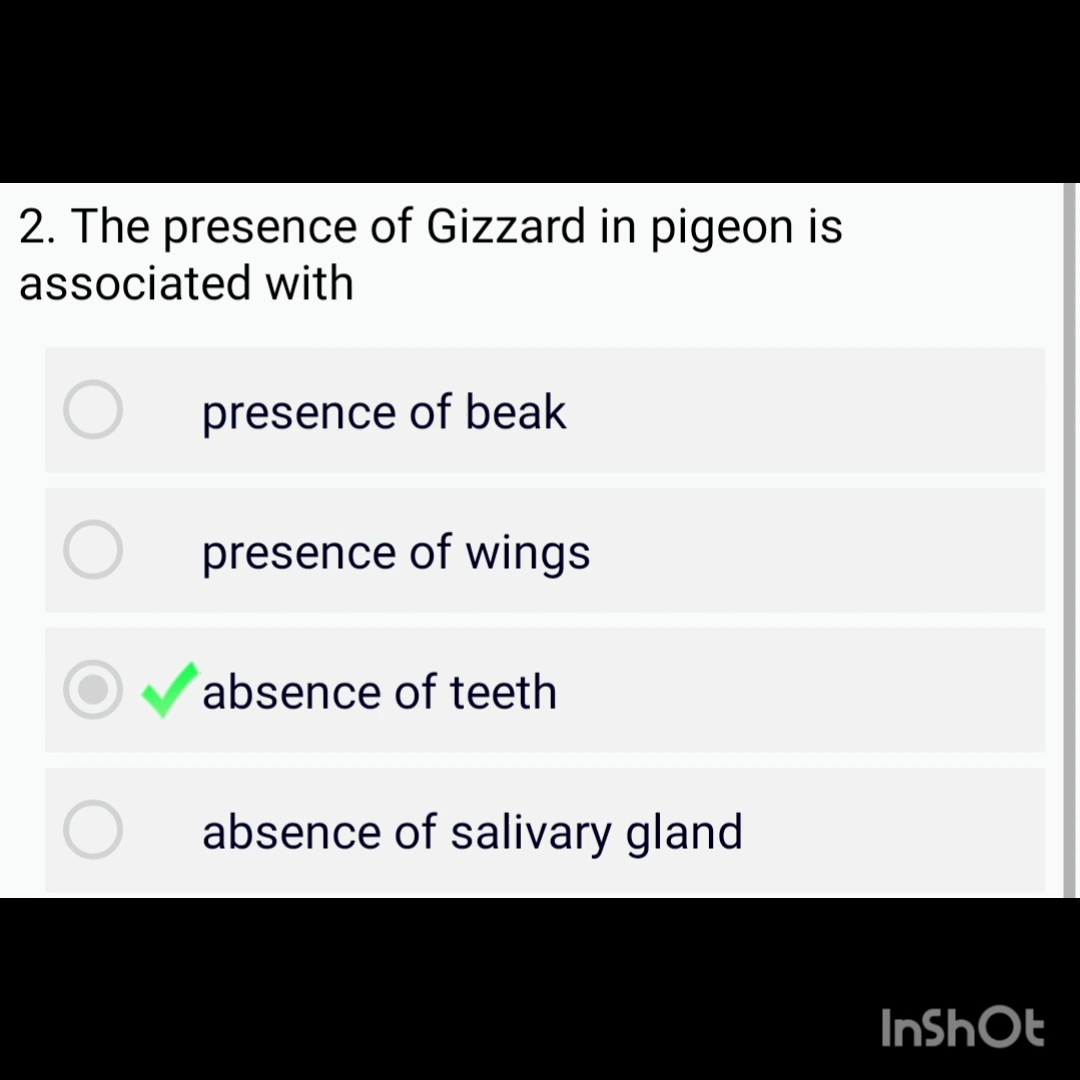 2. The presence of Gizzard in pigeon is
associated with
presence of beak
presence of wings
absence of teeth
absence of salivary gland
InShOt